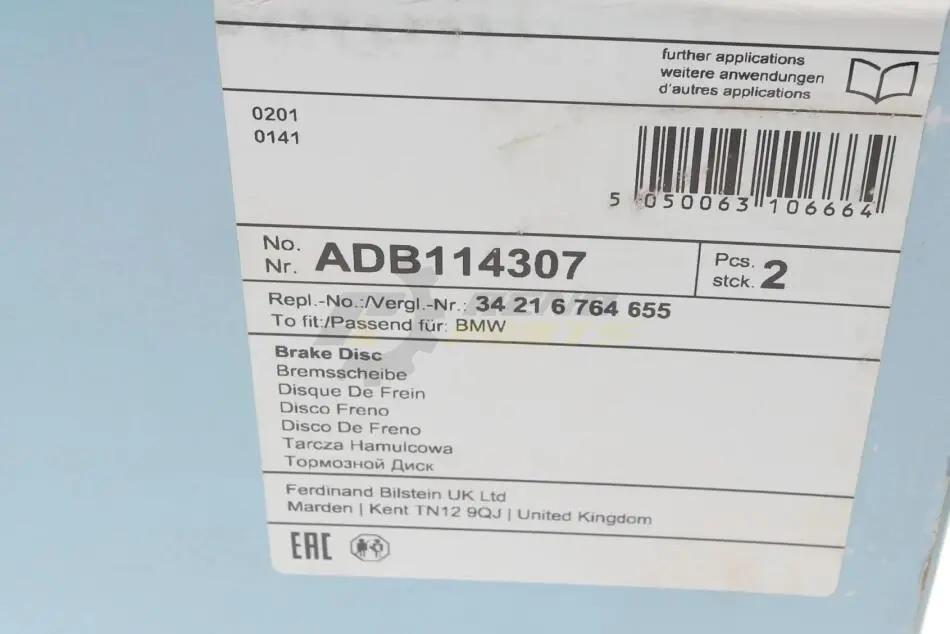 further applications
weitere anwendungen
d'autres applications
0201
0141
5 050063 106664
No. ADB114307
Nr.
Pcs. 2
stck.
Repl.-No.:/Vergl.-Nr.: 34 21 6 764 655
To fit:/Passend für: BMW
Brake Disc
Bremsscheibe
Disque De Frein
Disco Freno
Disco De Freno
Tarcza Hamulcowa
Тормозной Диск
Ferdinand Bilstein UK Ltd
Marden | Kent TN12 9QJ | United Kingdom
EAC